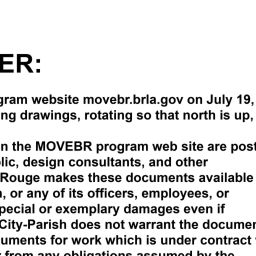 ER:
gram website movebr.brla.gov on July 19,
ng drawings, rotating so that north is up,
n the MOVEBR program web site are post
lic, design consultants, and other
Rouge makes these documents available
, or any of its officers, employees, or
pecial or exemplary damages even if
City-Parish does not warrant the documen
uments for work which is under contract
from any obligations assumed by the